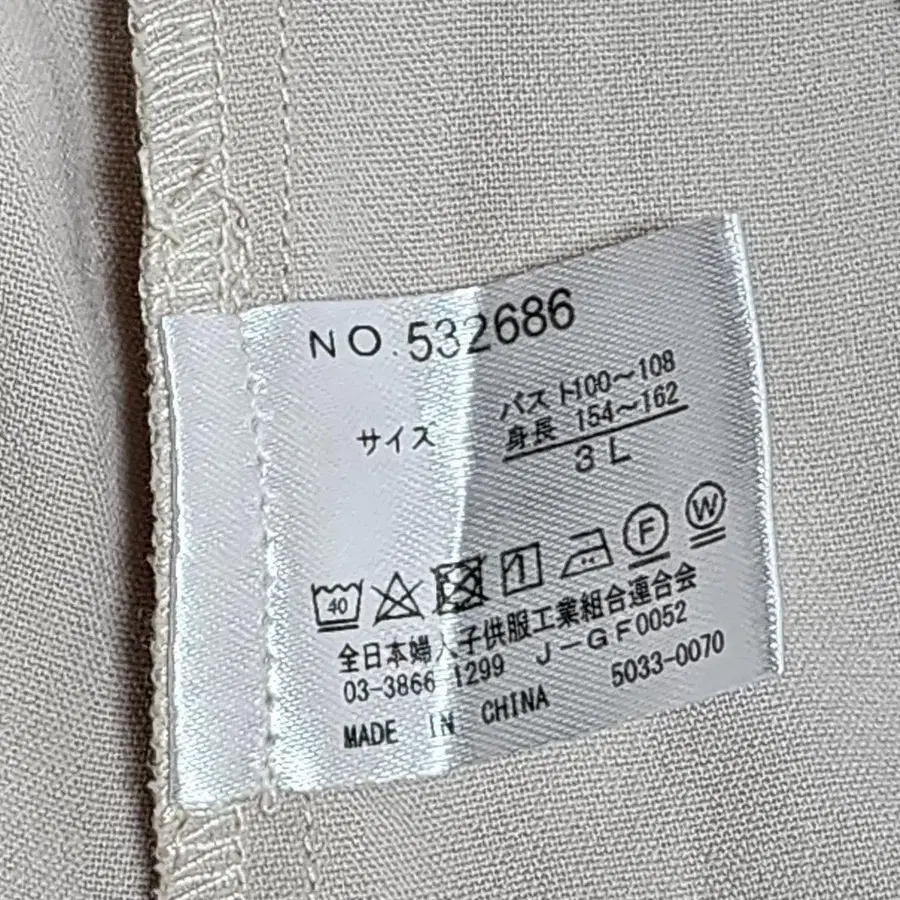 NO.532686
バスト100～108
サイズ 身長 154～162
3L
40 F W
全日本婦人子供服工業組合連合会
03-3866 1299 J-GF0052
MADE IN CHINA 5033-0070